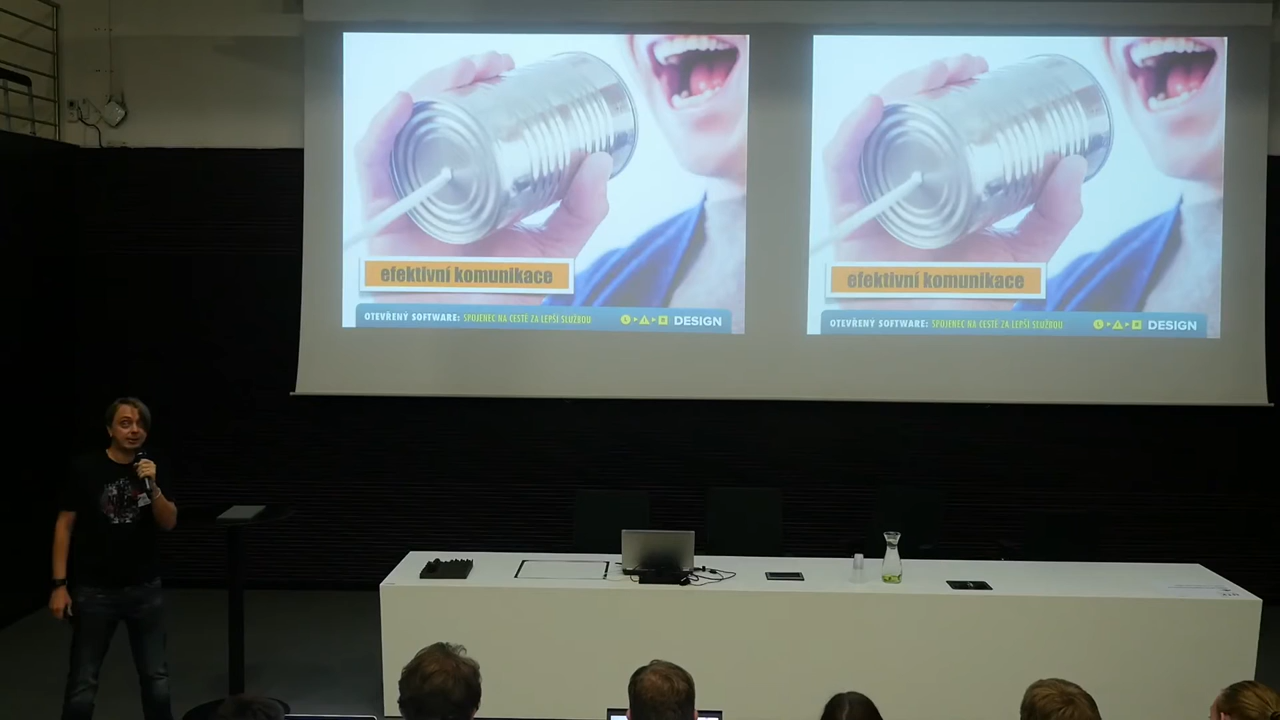 efektivní komunikace
OTEVŘENÝ SOFTWARE: SPOJENEC NA CESTĚ ZA LEPŠÍ SLUŽBOU
DESIGN
efektivní komunikace
OTEVŘENÝ SOFTWARE: SPOJENEC NA CESTĚ ZA LEPŠÍ SLUŽBOU
DESIGN